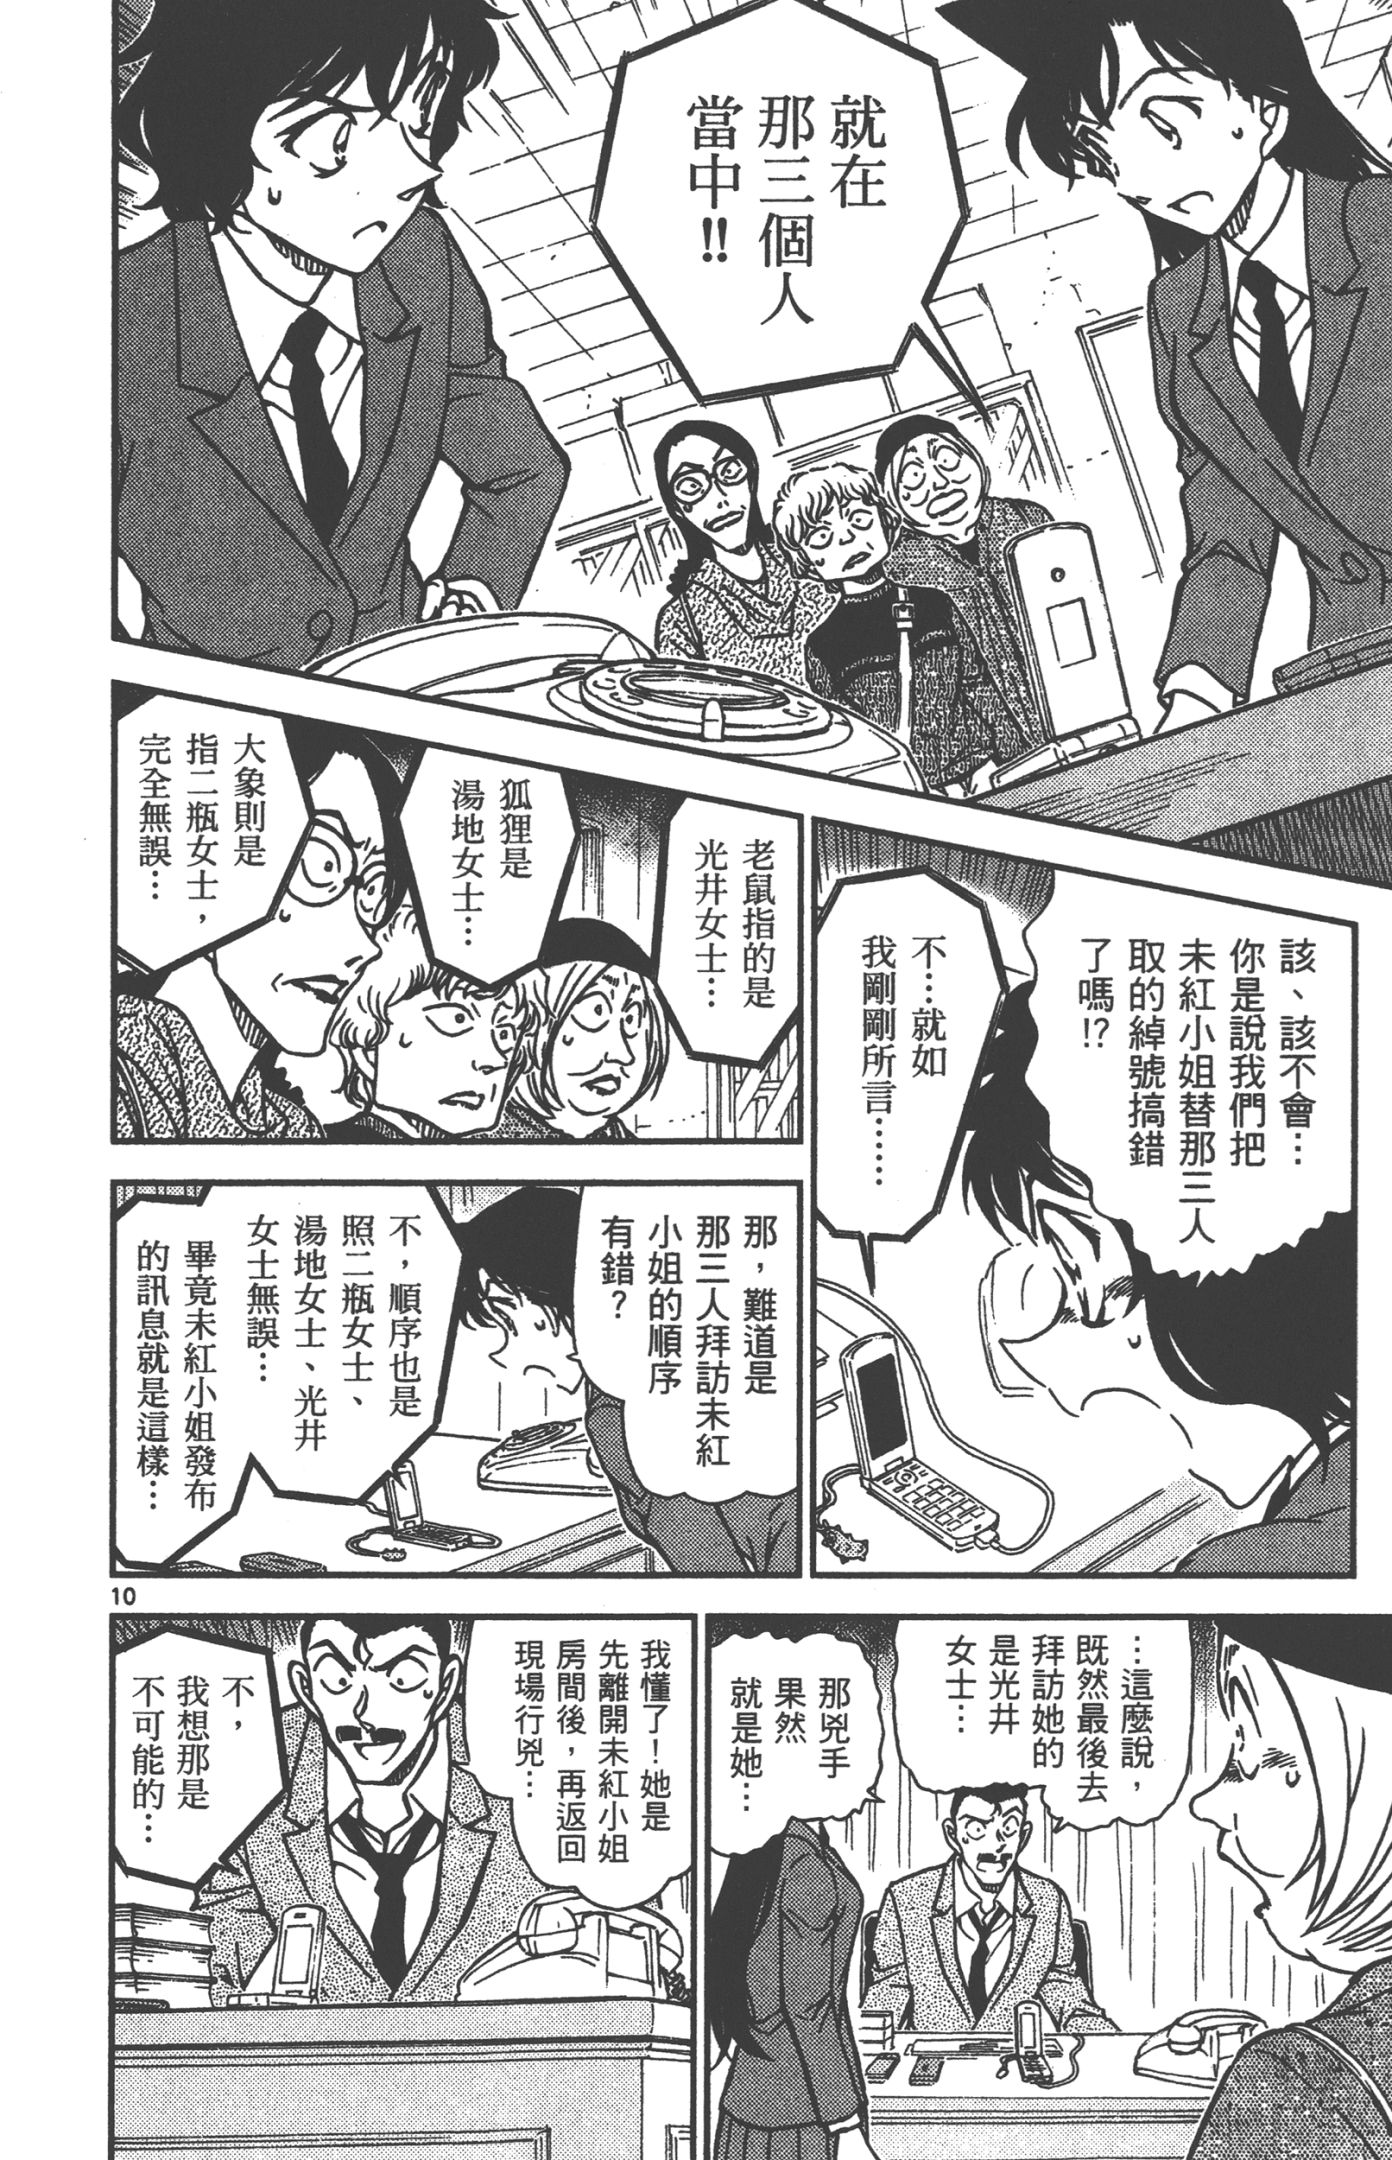 就在
那三個人
當中!!
該、該不會…
你是說我們把
未紅小姐替那三人
取的綽號搞錯
了嗎!?
不…就如
我剛剛所言……
老鼠指的是
光井女士…
狐狸是
湯地女士…
大象則是
指二瓶女士，
完全無誤…
那，難道是
那三人拜訪未紅
小姐的順序
有錯？
不，順序也是
照二瓶女士、
湯地女士、光井
女士無誤…
畢竟未紅小姐發布
的訊息就是這樣…
10
…這麼說，
既然最後去
拜訪她的
是光井
女士…
那兇手
果然
就是她…
我懂了！她是
先離開未紅小姐
房間後，再返回
現場行兇…
不，
我想那是
不可能的…